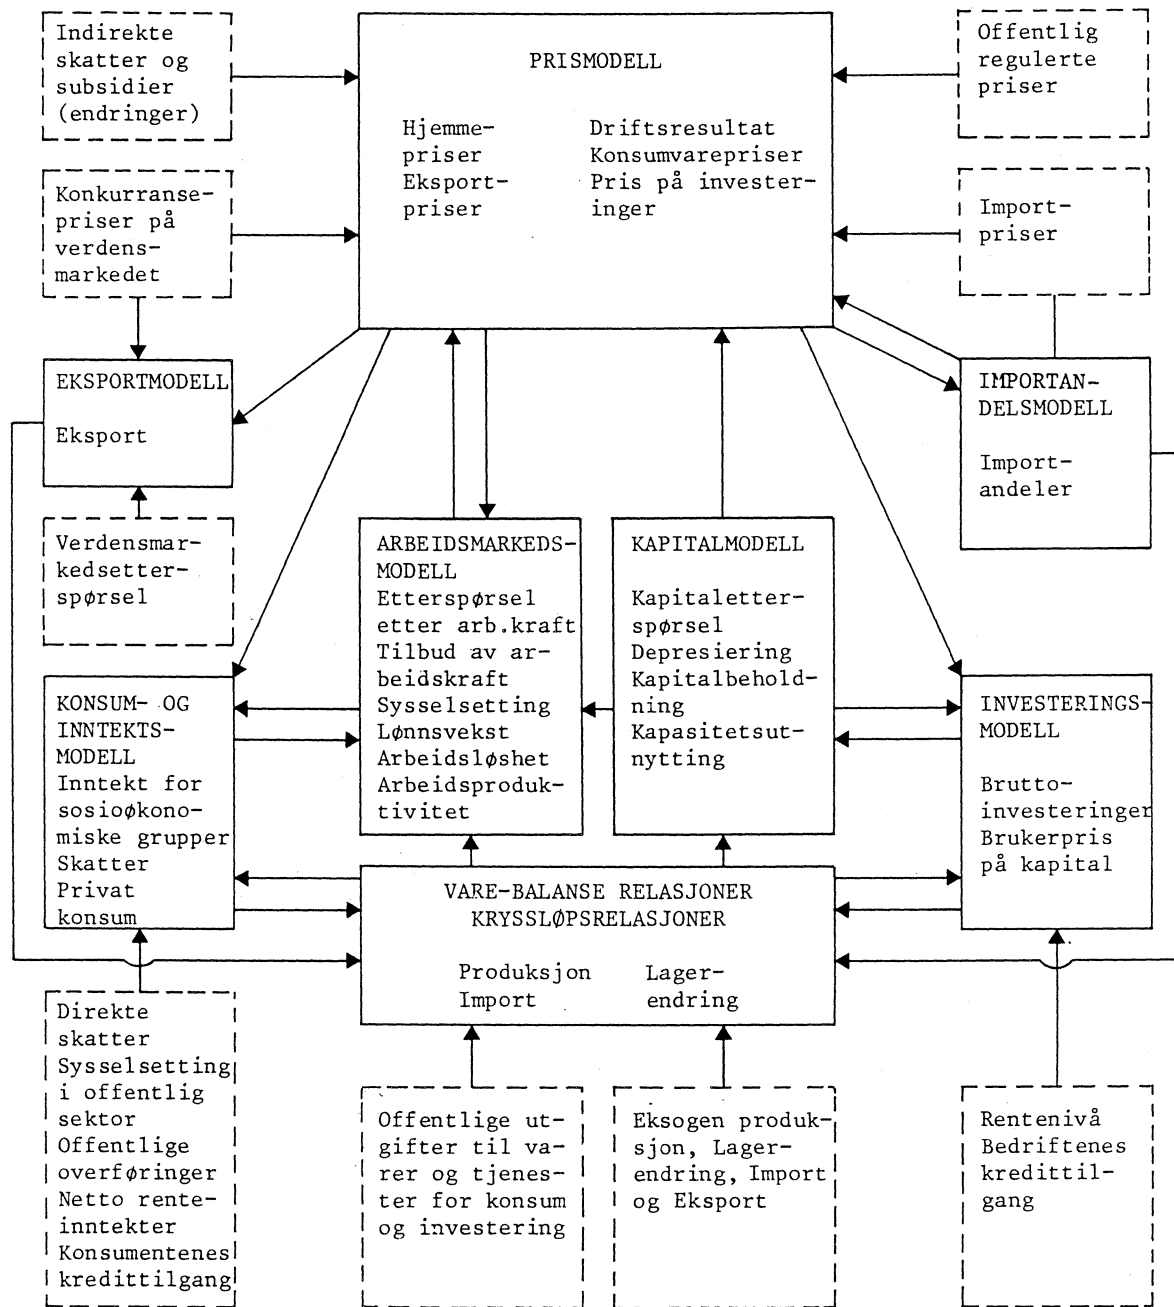 Indirekte
skatter og
subsidier
(endringer)
PRISMODELL
Hjemme-
priser
Eksport-
priser
Driftsresultat
Konsumvarepriser
Pris på invester-
inger
Offentlig
regulerte
priser
Konkurranse-
priser på
verdens-
markedet
Import-
priser
EKSPORTMODELL
Eksport
IMPORTAN-
DELSMODELL
Import-
andeler
Verdensmar-
kedsetter-
spørsel
ARBEIDSMARKEDS-
MODELL
Etterspørsel
etter arb.kraft
Tilbud av ar-
beidskraft
Sysselsetting
Lønnsvekst
Arbeidsløshet
Arbeidsproduk-
tivitet
KAPITALMODELL
Kapitaletter-
spørsel
Depresiering
Kapitalbehold-
ning
Kapasitetsut-
nytting
KONSUM- OG
INNTEKTS-
MODELL
Inntekt for
sosioøkono-
miske grupper
Skatter
Privat
konsum
INVESTERINGS-
MODELL
Brutto-
investeringer
Brukerpris
på kapital
VARE-BALANSE RELASJONER
KRYSSLØPSRELASJONER
Produksjon
Import
Lager-
endring
Direkte
skatter
Sysselsetting
i offentlig
sektor
Offentlige
overføringer
Netto rente-
inntekter
Konsumentenes
kredittilgang
Offentlige ut-
gifter til va-
rer og tjenes-
ter for konsum
og investering
Eksogen produk-
sjon, Lager-
endring, Import
og Eksport
Rentenivå
Bedriftenes
kredittil-
gang